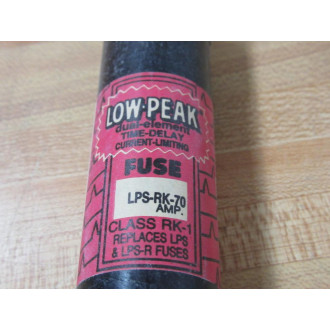 LOW-PEAK
dual-element
TIME-DELAY
CURRENT-LIMITING
FUSE
LPS-RK-70
AMP.
CLASS RK-1
REPLACES LPS
& LPS-R FUSES